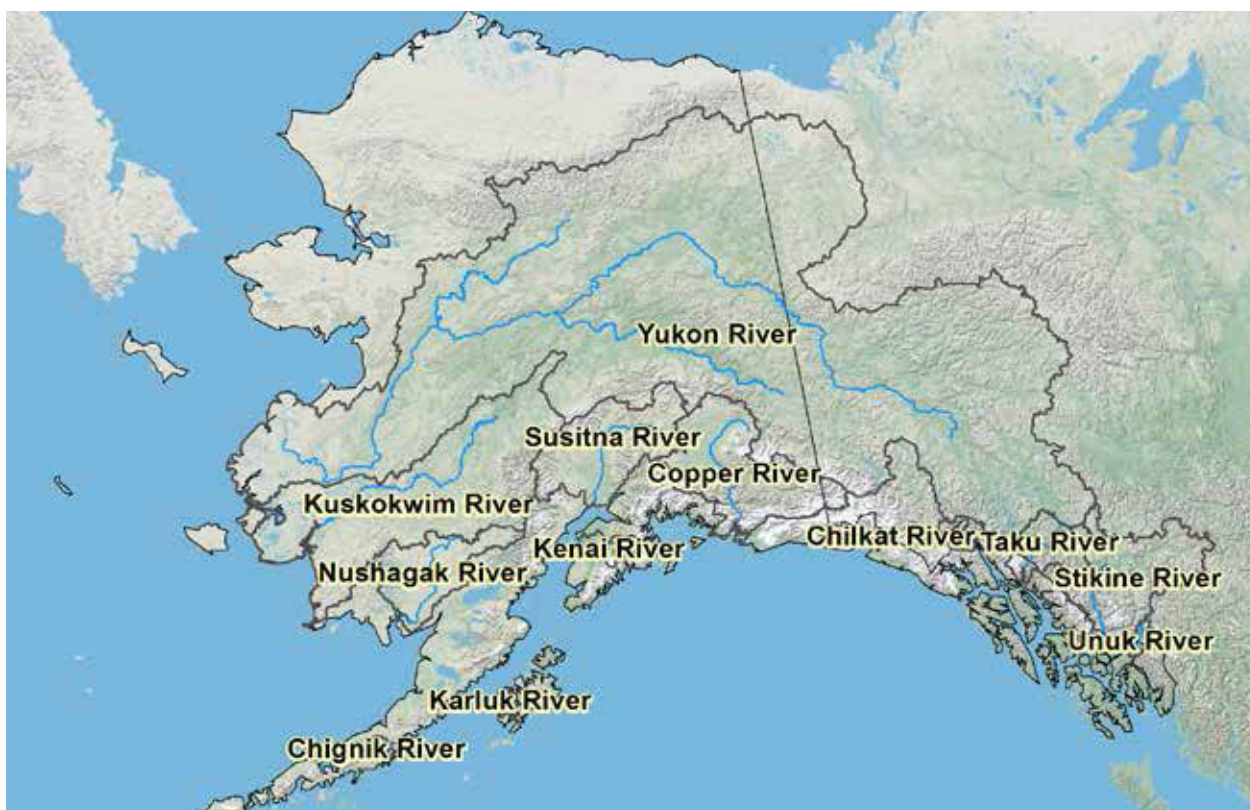 Yukon River
Susitna River
Copper River
Kuskokwim River
Chilkat River
Taku River
Kenai River
Nushagak River
Stikine River
Unuk River
Karluk River
Chignik River